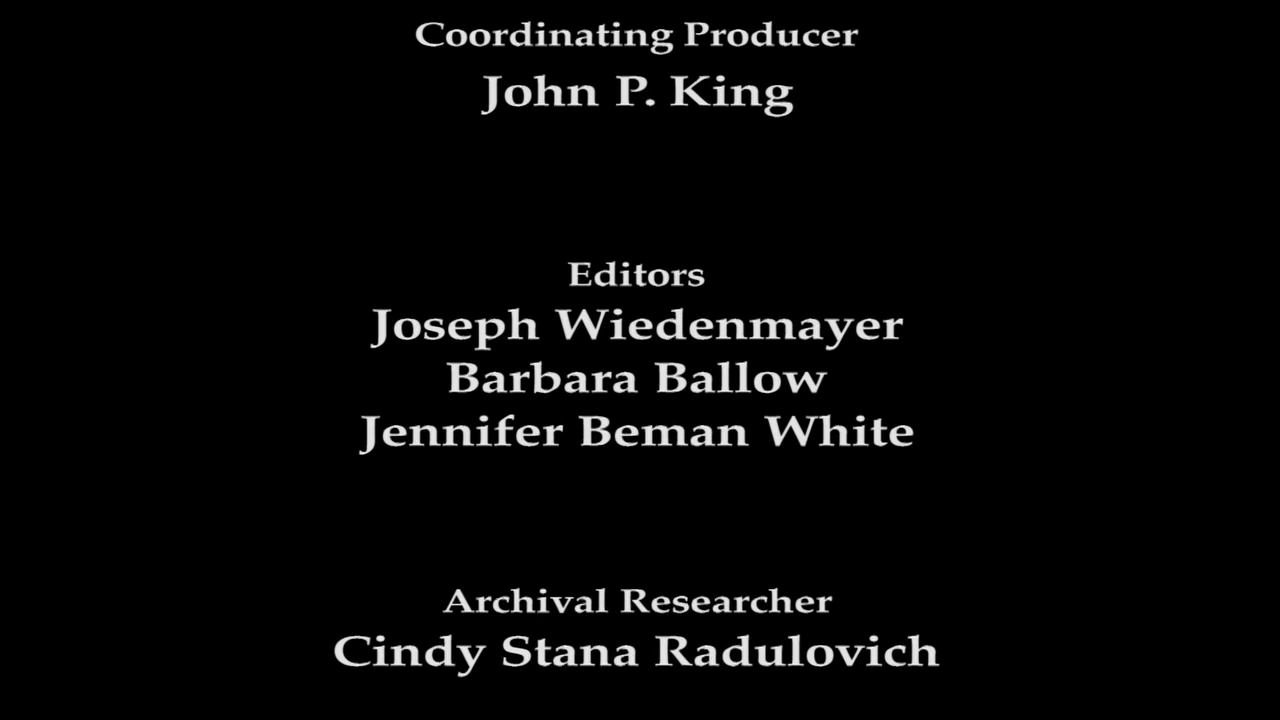 Coordinating Producer
John P. King
Editors
Joseph Wiedenmayer
Barbara Ballow
Jennifer Beman White
Archival Researcher
Cindy Stana Radulovich